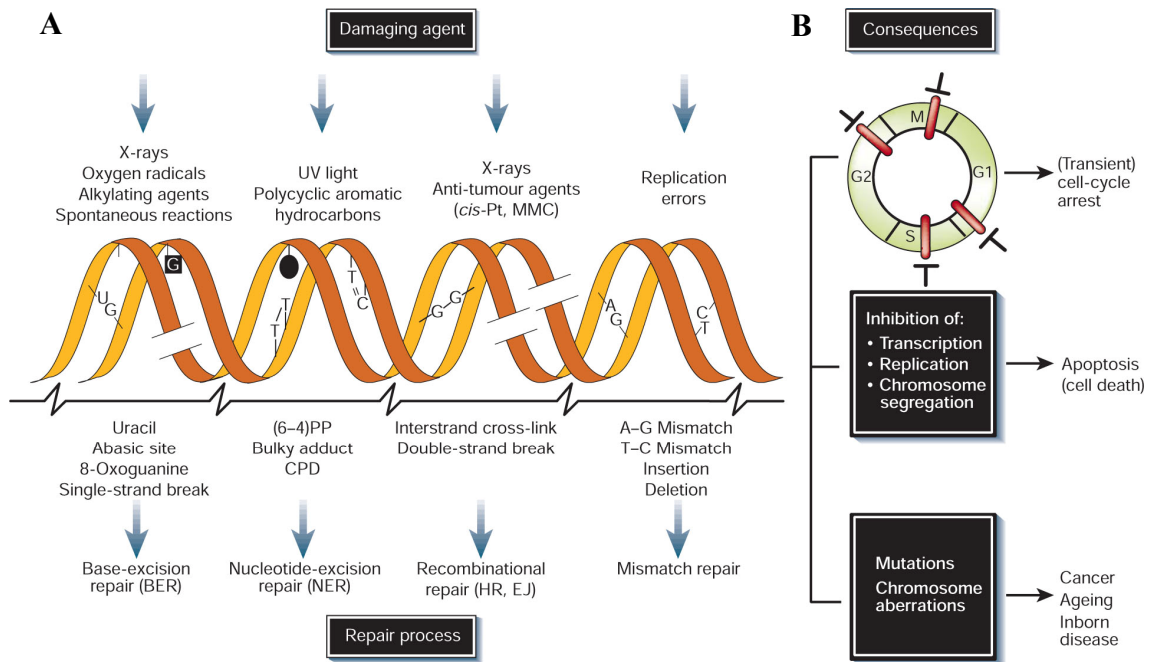 A
Damaging agent
X-rays
Oxygen radicals
Alkylating agents
Spontaneous reactions
UV light
Polycyclic aromatic
hydrocarbons
X-rays
Anti-tumour agents
(cis-Pt, MMC)
Replication
errors
U
G
G
T
T
T
C
G
G
A
G
C
T
Uracil
Abasic site
8-Oxoguanine
Single-strand break
(6–4)PP
Bulky adduct
CPD
Interstrand cross-link
Double-strand break
A–G Mismatch
T–C Mismatch
Insertion
Deletion
Base-excision
repair (BER)
Nucleotide-excision
repair (NER)
Recombinational
repair (HR, EJ)
Mismatch repair
Repair process
B
Consequences
M
G2
G1
S
(Transient)
cell-cycle
arrest
Inhibition of:
• Transcription
• Replication
• Chromosome
segregation
Apoptosis
(cell death)
Mutations
Chromosome
aberrations
Cancer
Ageing
Inborn
disease